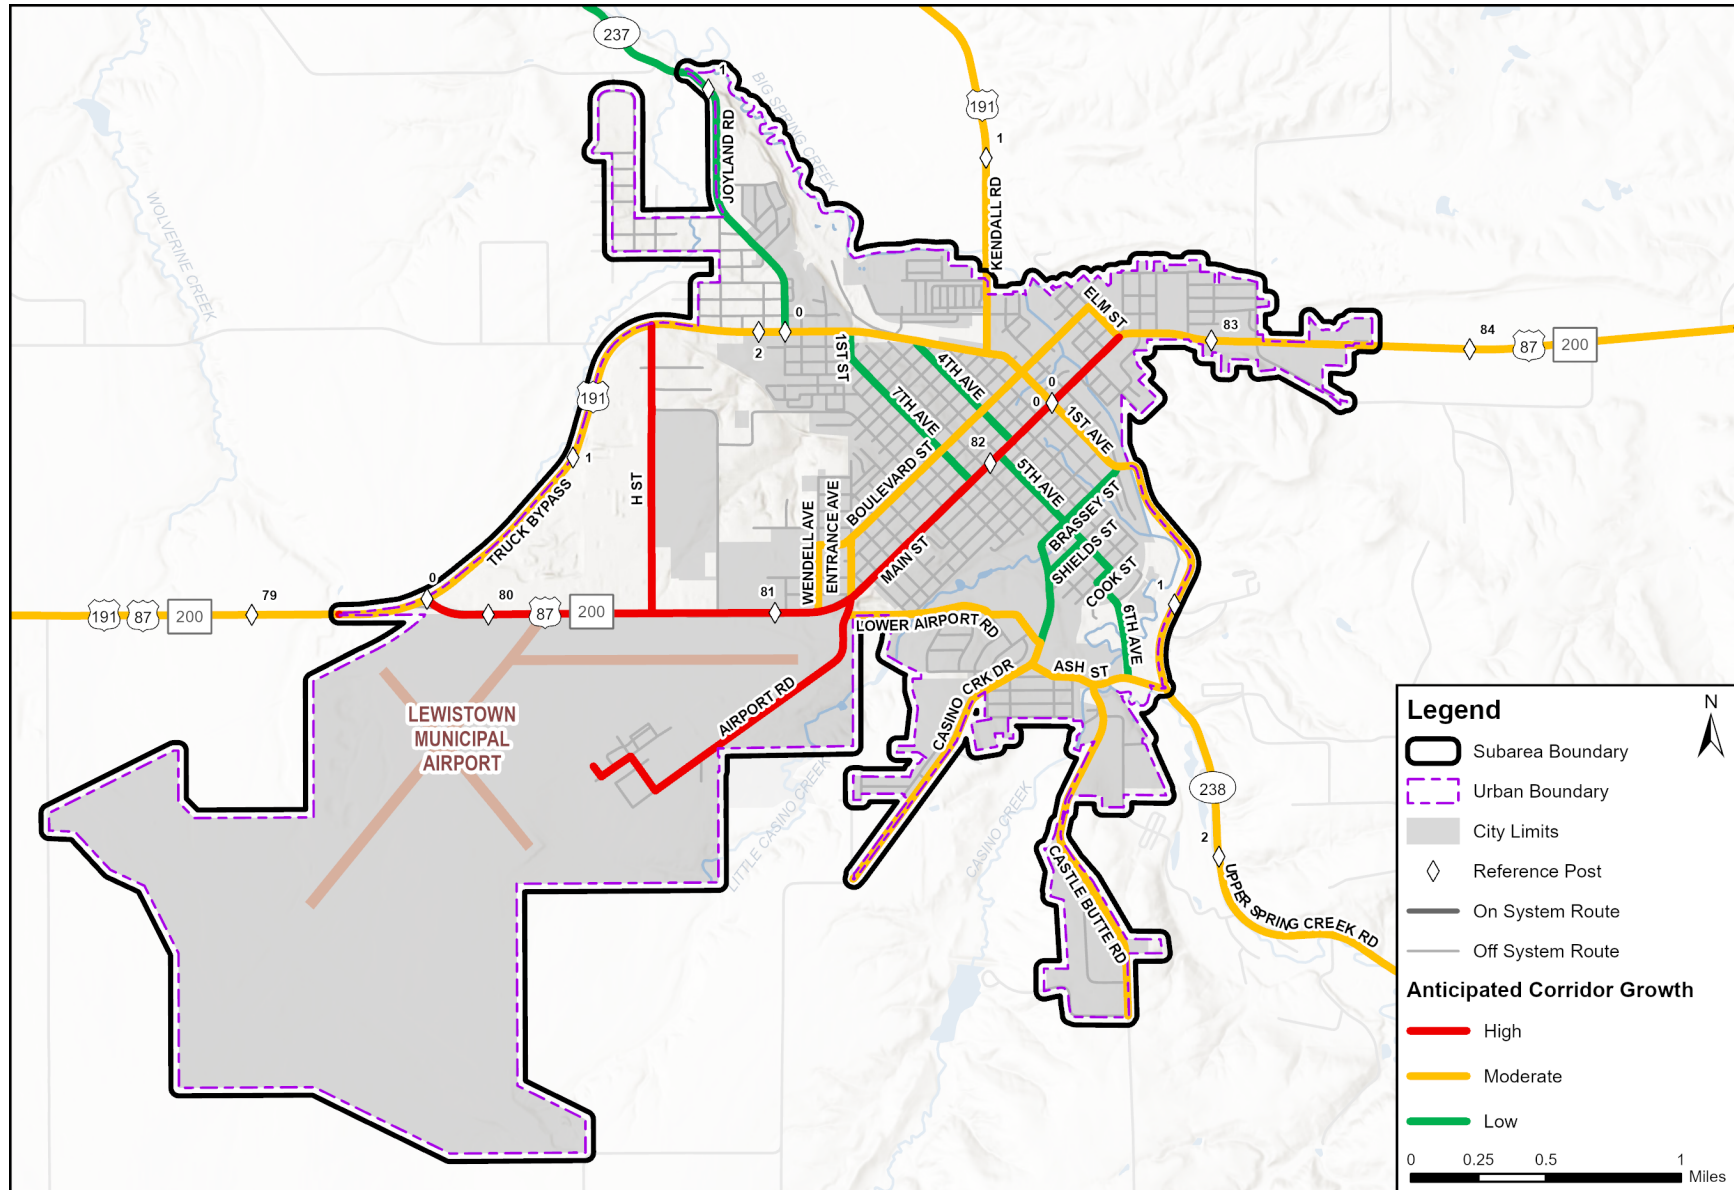 237
1
BIG SPRING CREEK
191
1
JOYLAND RD
KENDALL RD
WOLVERINE CREEK
ELM ST
0
2
1ST ST
4TH AVE
83
84
87
200
191
7TH AVE
0
0
1ST AVE
82
1
H ST
BOULEVARD ST
5TH AVE
BRASSEY ST
TRUCK BYPASS
WENDELL AVE
ENTRANCE AVE
MAIN ST
SHIELDS ST
COOK ST
0
79
80
81
1
191
87
200
87
200
LOWER AIRPORT RD
6TH AVE
ASH ST
CASINO CRK DR
AIRPORT RD
LEWISTOWN
MUNICIPAL
AIRPORT
LITTLE CASINO CREEK
CASINO CREEK
238
2
CASTLE BUTTE RD
UPPER SPRING CREEK RD
Legend
N
Subarea Boundary
Urban Boundary
City Limits
Reference Post
On System Route
Off System Route
Anticipated Corridor Growth
High
Moderate
Low
0 0.25 0.5 1
Miles